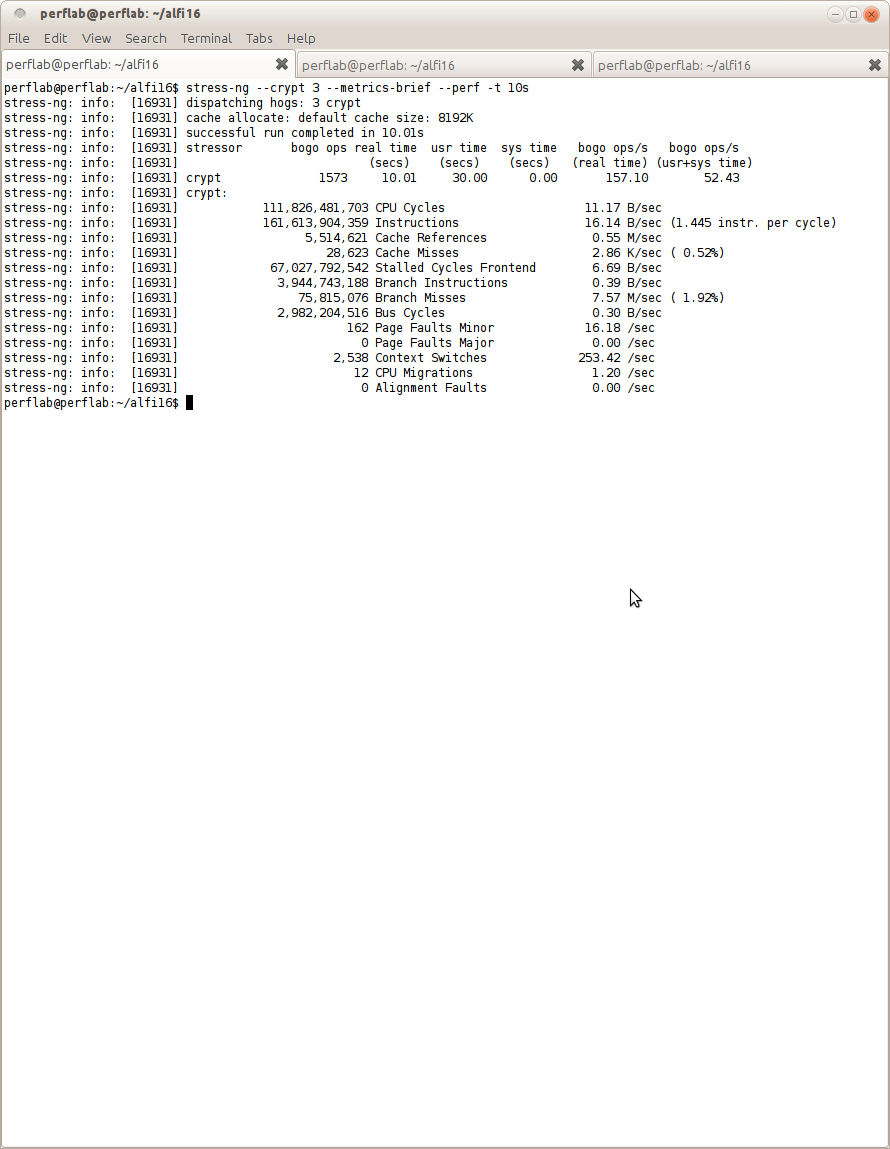 perflab@perflab: ~/alfi16
File Edit View Search Terminal Tabs Help
perflab@perflab: ~/alfi16 perflab@perflab: ~/alfi16 perflab@perflab: ~/alfi16
perflab@perflab:~/alfi16$ stress-ng --crypt 3 --metrics-brief --perf -t 10s
stress-ng: info:  [16931] dispatching hogs: 3 crypt
stress-ng: info:  [16931] cache allocate: default cache size: 8192K
stress-ng: info:  [16931] successful run completed in 10.01s
stress-ng: info:  [16931] stressor       bogo ops real time  usr time  sys time   bogo ops/s   bogo ops/s
stress-ng: info:  [16931]                           (secs)    (secs)    (secs)   (real time) (usr+sys time)
stress-ng: info:  [16931] crypt              1573     10.01     30.00      0.00       157.10        52.43
stress-ng: info:  [16931] crypt:
stress-ng: info:  [16931]            111,826,481,703 CPU Cycles                    11.17 B/sec
stress-ng: info:  [16931]            161,613,904,359 Instructions                  16.14 B/sec (1.445 instr. per cycle)
stress-ng: info:  [16931]                  5,514,621 Cache References               0.55 M/sec
stress-ng: info:  [16931]                     28,623 Cache Misses                   2.86 K/sec ( 0.52%)
stress-ng: info:  [16931]             67,027,792,542 Stalled Cycles Frontend        6.69 B/sec
stress-ng: info:  [16931]              3,944,743,188 Branch Instructions            0.39 B/sec
stress-ng: info:  [16931]                 75,815,076 Branch Misses                  7.57 M/sec ( 1.92%)
stress-ng: info:  [16931]              2,982,204,516 Bus Cycles                     0.30 B/sec
stress-ng: info:  [16931]                        162 Page Faults Minor             16.18 /sec
stress-ng: info:  [16931]                          0 Page Faults Major              0.00 /sec
stress-ng: info:  [16931]                      2,538 Context Switches             253.42 /sec
stress-ng: info:  [16931]                         12 CPU Migrations                 1.20 /sec
stress-ng: info:  [16931]                          0 Alignment Faults               0.00 /sec
perflab@perflab:~/alfi16$